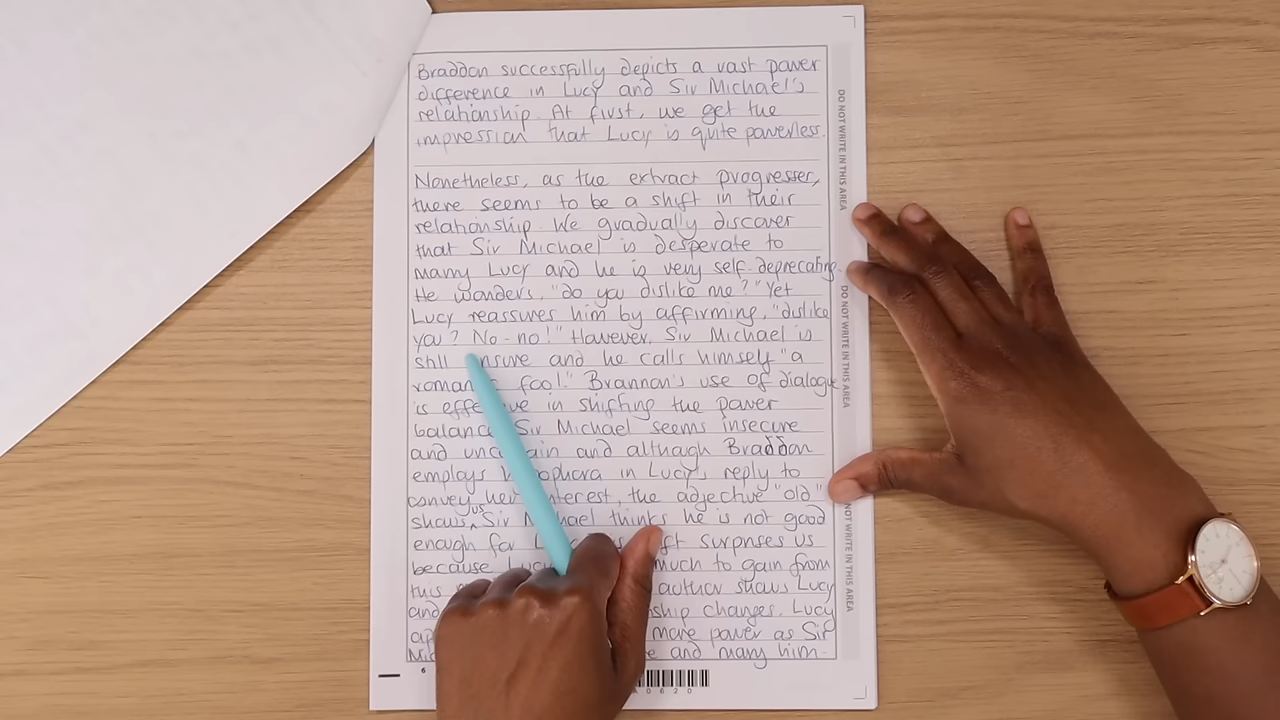 Braddon successfully depicts a vast power
difference in Lucy and Sir Michael's
relationship. At first, we get the
impression that Lucy is quite powerless.
Nonetheless, as the extract progresses,
there seems to be a shift in their
relationship. We gradually discover
that Sir Michael is desperate to
marry Lucy and he is very self-deprecating.
He wonders, "do you dislike me?" Yet
Lucy reassures him by affirming, "dislike
you? No - no!" However, Sir Michael is
still and he calls himself "a
fool." Brannon's use of dialogue
is in shifting the power
balance Sir Michael seems insecure
and and although Braddon
employs in Lucy's reply to
convey her the adjective "old"
shows us Sir thinks he is not good
enough for surprises us
because much to gain from
this author shows Lucy
and changes. Lucy
more power as Sir
and marry him-
DO NOT WRITE IN THIS AREA
DO NOT WRITE IN THIS AREA
NOT WRITE IN THIS AREA
6
0620